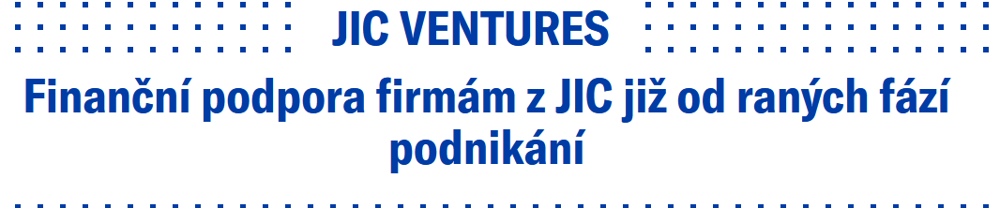 JIC VENTURES
Finanční podpora firmám z JIC již od raných fází
podnikání